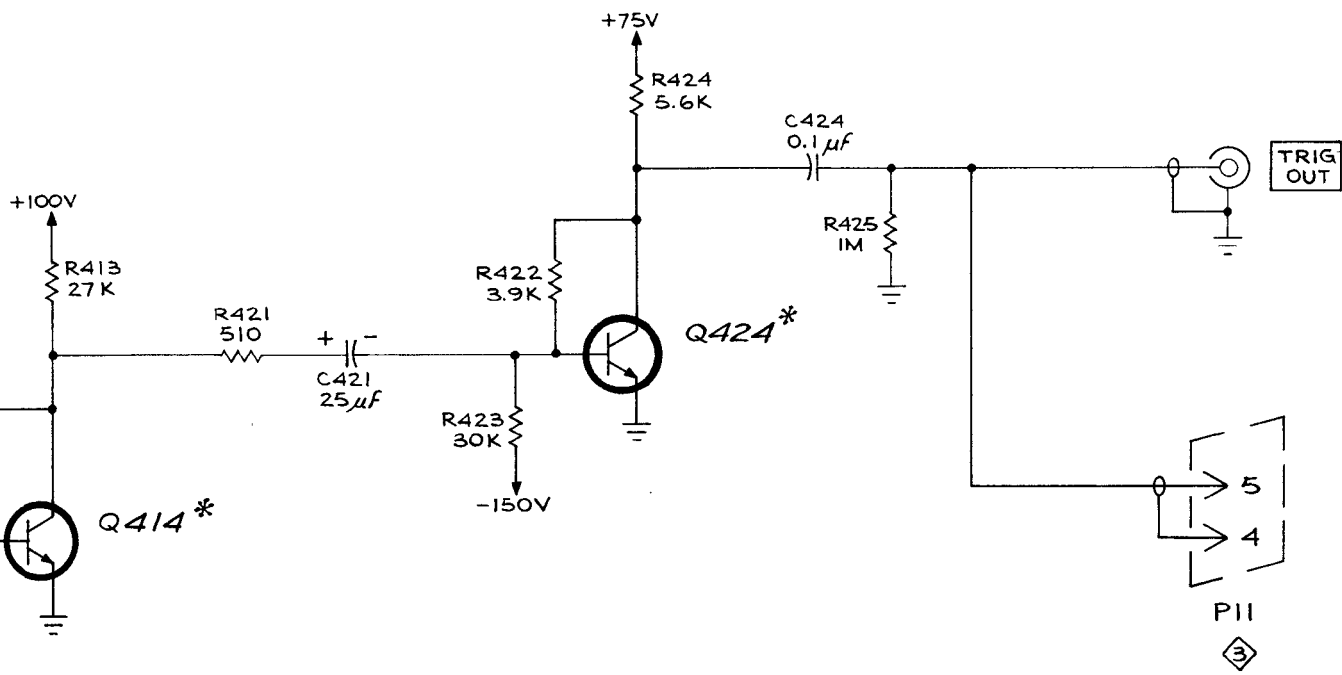 +75V
R424
5.6K
C424
0.1 µf
TRIG
OUT
+100V
R413
27K
R425
1M
R422
3.9K
Q424*
R421
510
+ -
C421
25µf
R423
30K
-150V
Q414*
5
4
P11
3